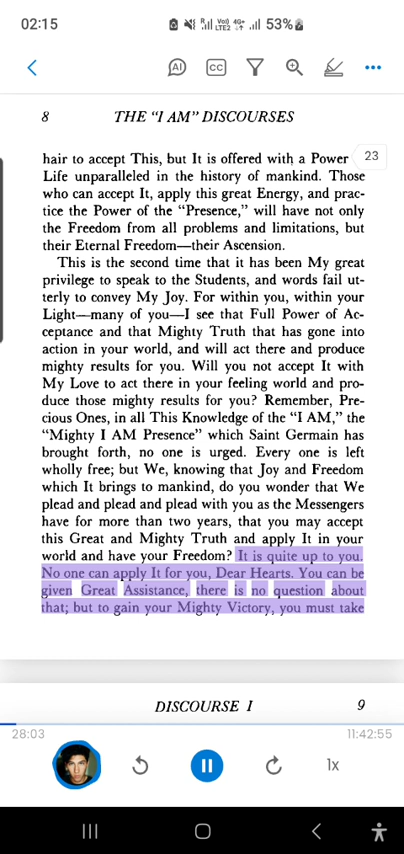 02:15
R
Vo))
LTE2
4G+
53%
AI
CC
8 THE “I AM” DISCOURSES
23
hair to accept This, but It is offered with a Power
Life unparalleled in the history of mankind. Those
who can accept It, apply this great Energy, and prac-
tice the Power of the “Presence,” will have not only
the Freedom from all problems and limitations, but
their Eternal Freedom—their Ascension.
This is the second time that it has been My great
privilege to speak to the Students, and words fail ut-
terly to convey My Joy. For within you, within your
Light—many of you—I see that Full Power of Ac-
ceptance and that Mighty Truth that has gone into
action in your world, and will act there and produce
mighty results for you. Will you not accept It with
My Love to act there in your feeling world and pro-
duce those mighty results for you? Remember, Pre-
cious Ones, in all This Knowledge of the “I AM,” the
“Mighty I AM Presence” which Saint Germain has
brought forth, no one is urged. Every one is left
wholly free; but We, knowing that Joy and Freedom
which It brings to mankind, do you wonder that We
plead and plead and plead with you as the Messengers
have for more than two years, that you may accept
this Great and Mighty Truth and apply It in your
world and have your Freedom? It is quite up to you.
No one can apply It for you, Dear Hearts. You can be
given Great Assistance, there is no question about
that; but to gain your Mighty Victory, you must take
DISCOURSE I 9
28:03
11:42:55
1x